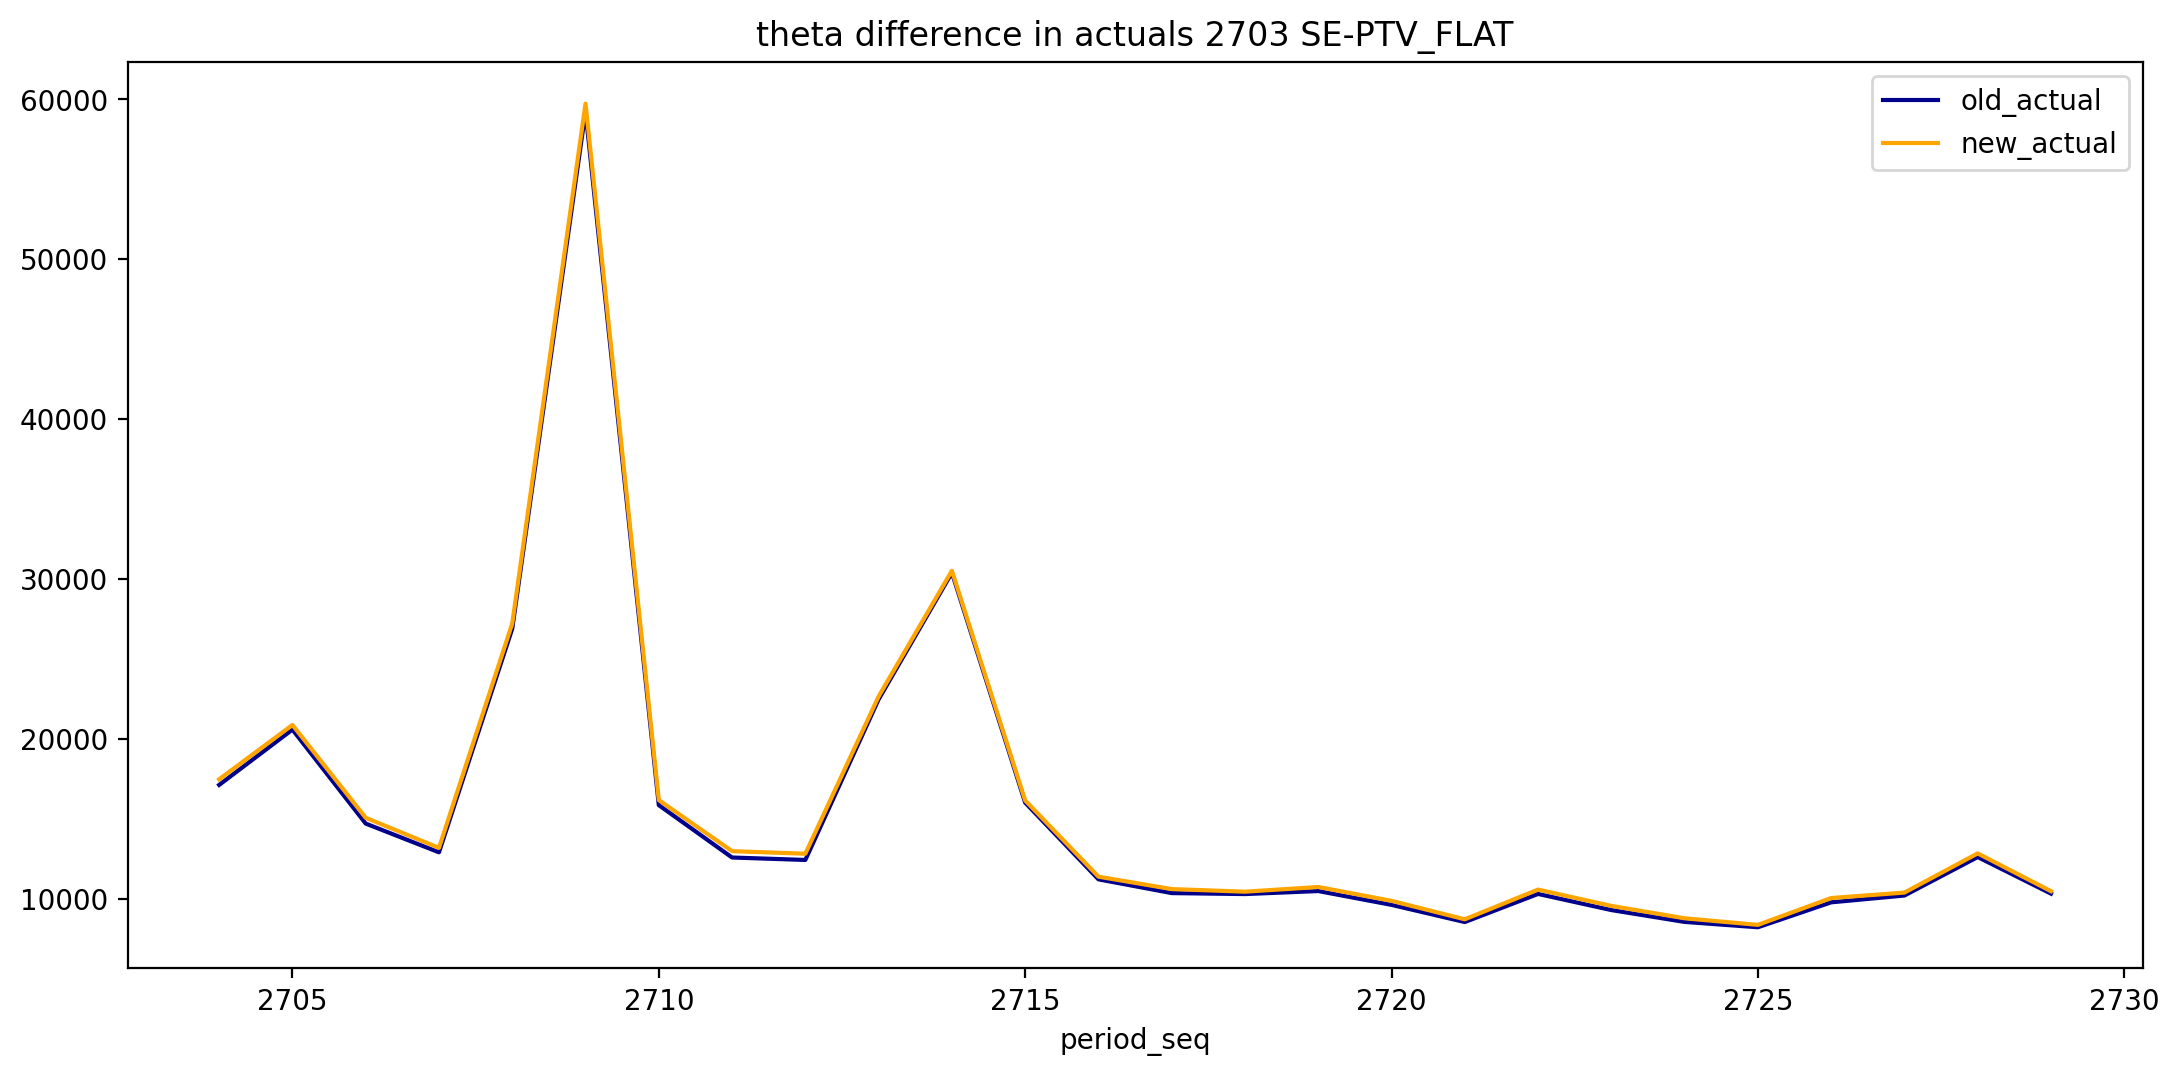 theta difference in actuals 2703 SE-PTV_FLAT
old_actual
new_actual
60000
50000
40000
30000
20000
10000
2705 2710 2715 2720 2725 2730
period_seq